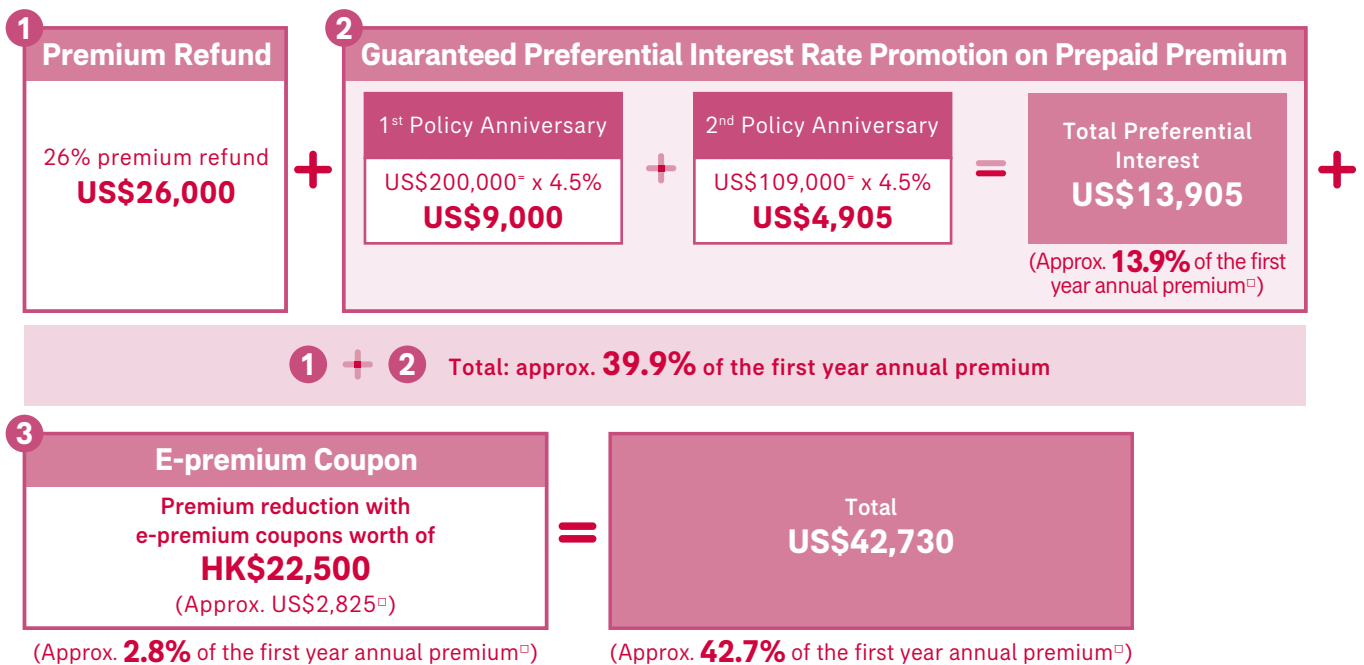 1
Premium Refund
26% premium refund
US$26,000
+
2
Guaranteed Preferential Interest Rate Promotion on Prepaid Premium
1st Policy Anniversary
US$200,000= x 4.5%
US$9,000
+
2nd Policy Anniversary
US$109,000= x 4.5%
US$4,905
=
Total Preferential
Interest
US$13,905
(Approx. 13.9% of the first
year annual premium□)
+
1 + 2 Total: approx. 39.9% of the first year annual premium
3
E-premium Coupon
Premium reduction with
e-premium coupons worth of
HK$22,500
(Approx. US$2,825□)
(Approx. 2.8% of the first year annual premium□)
=
Total
US$42,730
(Approx. 42.7% of the first year annual premium□)